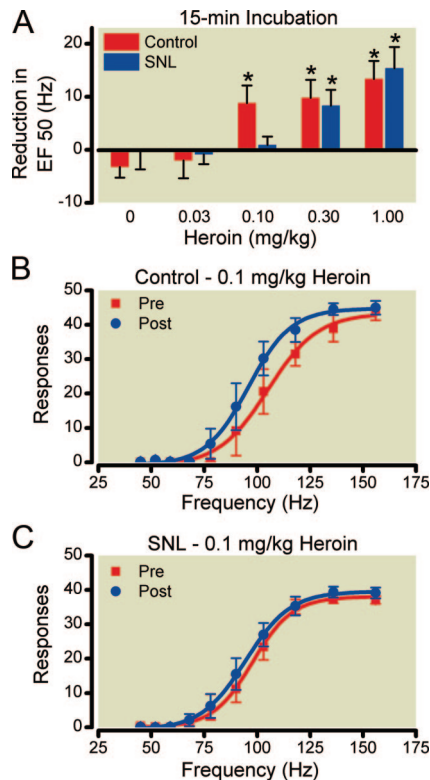 A
15-min Incubation
Control
SNL
Reduction in
EF 50 (Hz)
20
10
0
-10
* * * * *
0 0.03 0.10 0.30 1.00
Heroin (mg/kg)
B
Control - 0.1 mg/kg Heroin
Pre
Post
Responses
50
40
30
20
10
0
25 50 75 100 125 150 175
Frequency (Hz)
C
SNL - 0.1 mg/kg Heroin
Pre
Post
Responses
50
40
30
20
10
0
25 50 75 100 125 150 175
Frequency (Hz)